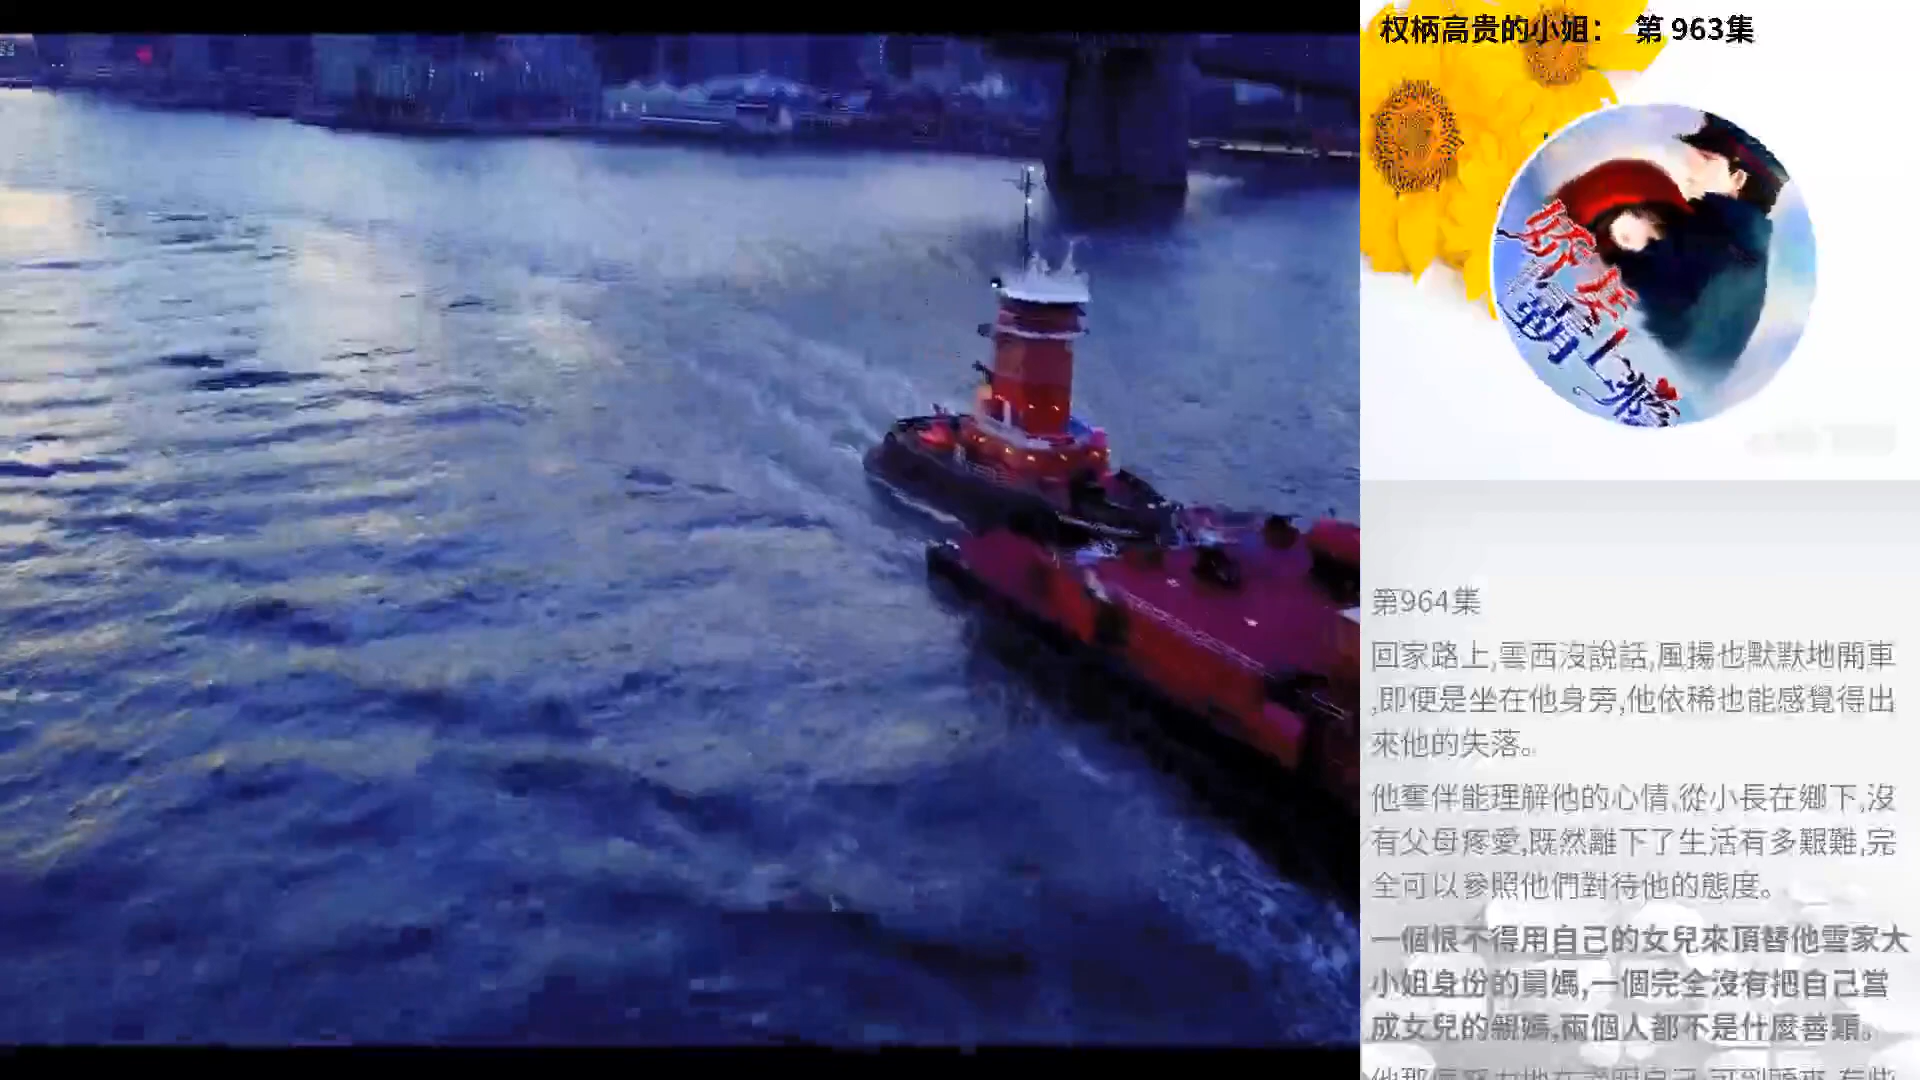 权柄高贵的小姐： 第 963集
第964集
回家路上,雲西沒說話,風揚也默默地開車
,即便是坐在他身旁,他依稀也能感覺得出
來他的失落。
他奪伴能理解他的心情,從小長在鄉下,沒
有父母疼愛,既然離下了生活有多艱難,完
全可以參照他們對待他的態度。
一個恨不得用自己的女兒來頂替他雲家大
小姐身份的舅媽,一個完全沒有把自己當
成女兒的親媽,兩個人都不是什麼善類。